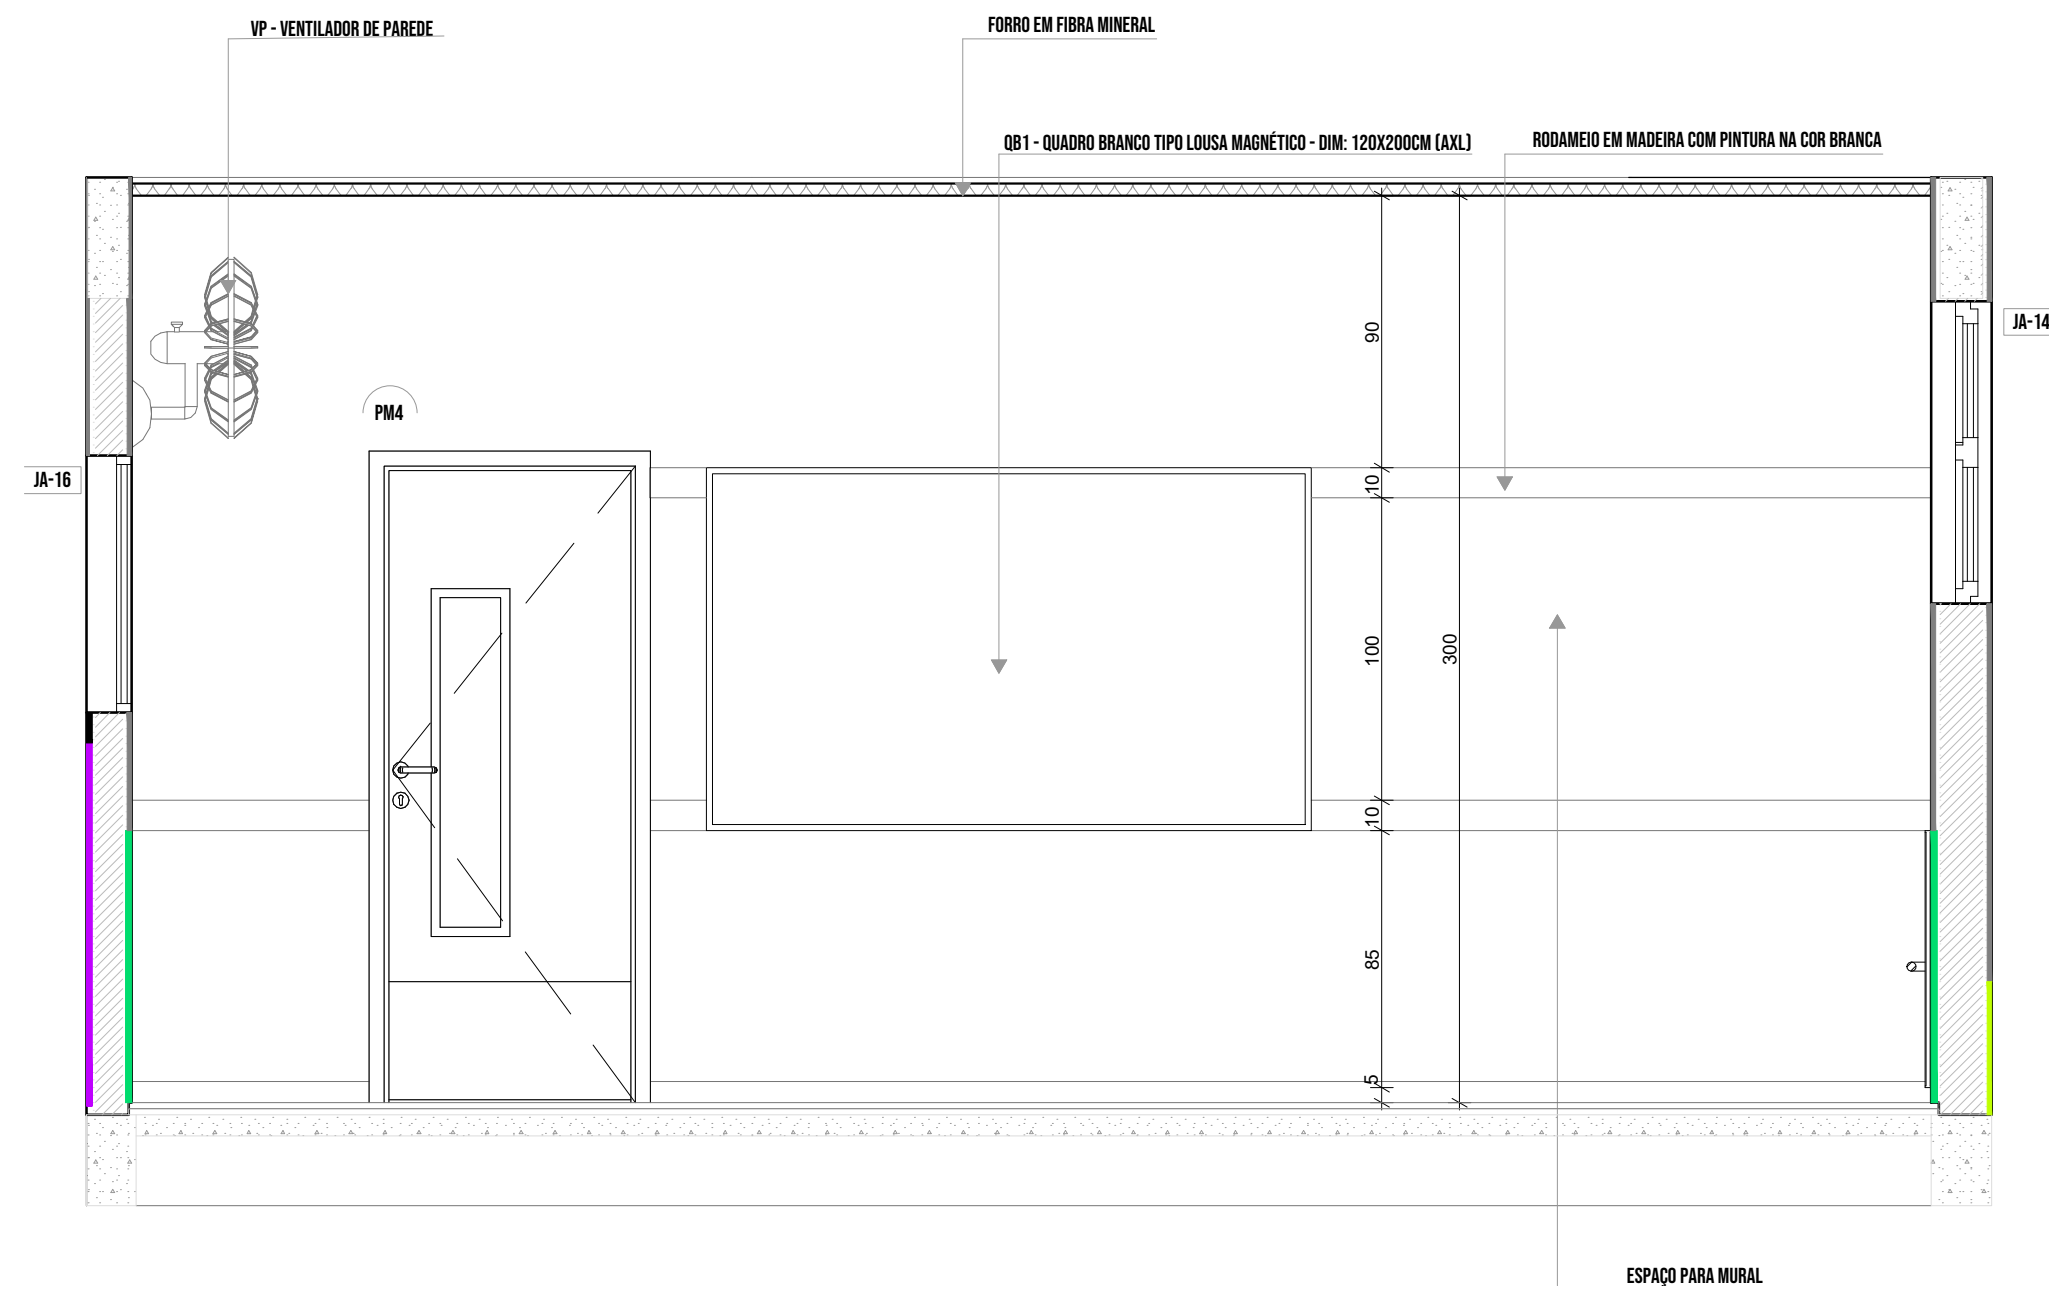 VP - VENTILADOR DE PAREDE
FORRO EM FIBRA MINERAL
QB1 - QUADRO BRANCO TIPO LOUSA MAGNÉTICO - DIM: 120X200CM (AXL)
RODAMEIO EM MADEIRA COM PINTURA NA COR BRANCA
JA-14
90
PM4
JA-16
10
100
300
10
85
5
ESPAÇO PARA MURAL